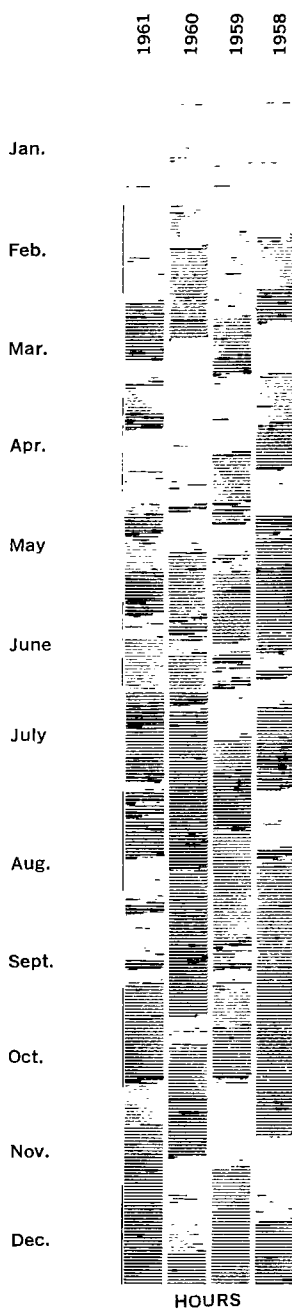 1961 1960 1959 1958
Jan.
Feb.
Mar.
Apr.
May
June
July
Aug.
Sept.
Oct.
Nov.
Dec.
HOURS